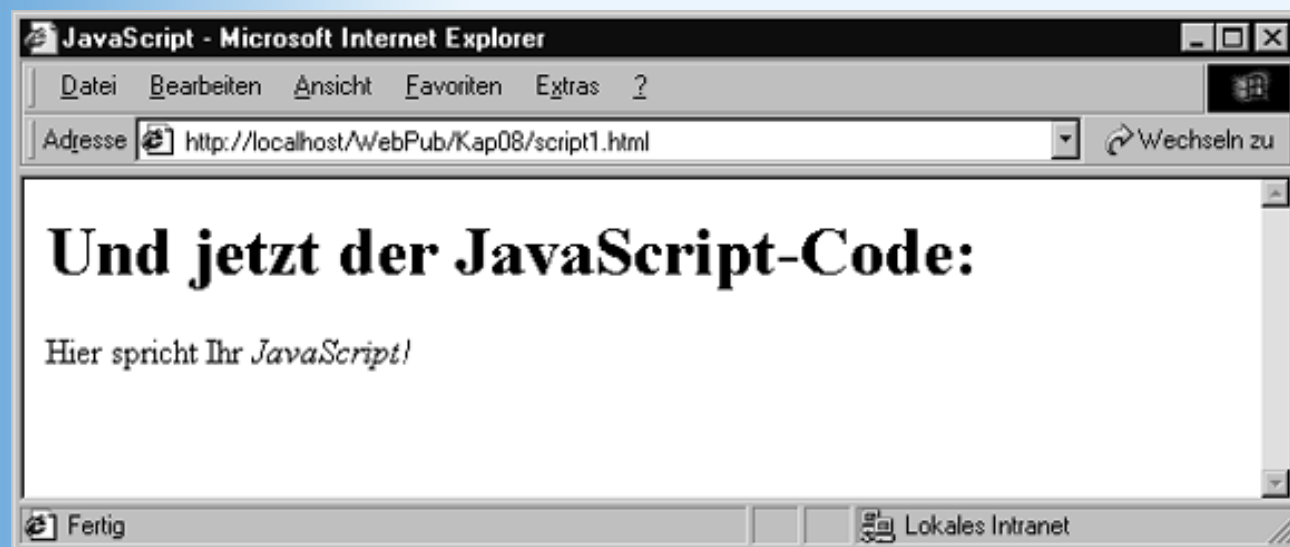 JavaScript - Microsoft Internet Explorer
Datei Bearbeiten Ansicht Favoriten Extras ?
Adresse http://localhost/WebPub/Kap08/script1.html Wechseln zu
Und jetzt der JavaScript-Code:
Hier spricht Ihr JavaScript!
Fertig Lokales Intranet